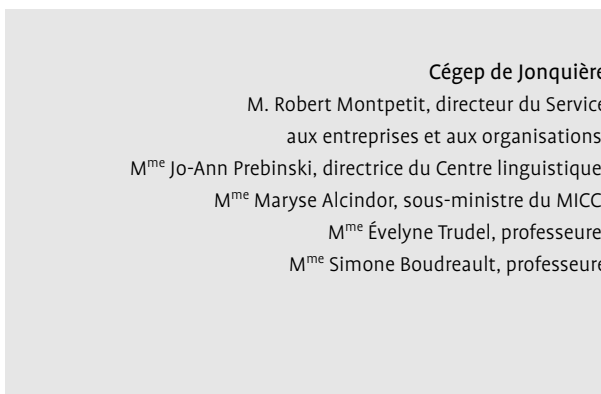 Cégep de Jonquière
M. Robert Montpetit, directeur du Service
aux entreprises et aux organisations
Mme Jo-Ann Prebinski, directrice du Centre linguistique
Mme Maryse Alcindor, sous-ministre du MICC
Mme Évelyne Trudel, professeure
Mme Simone Boudreault, professeure